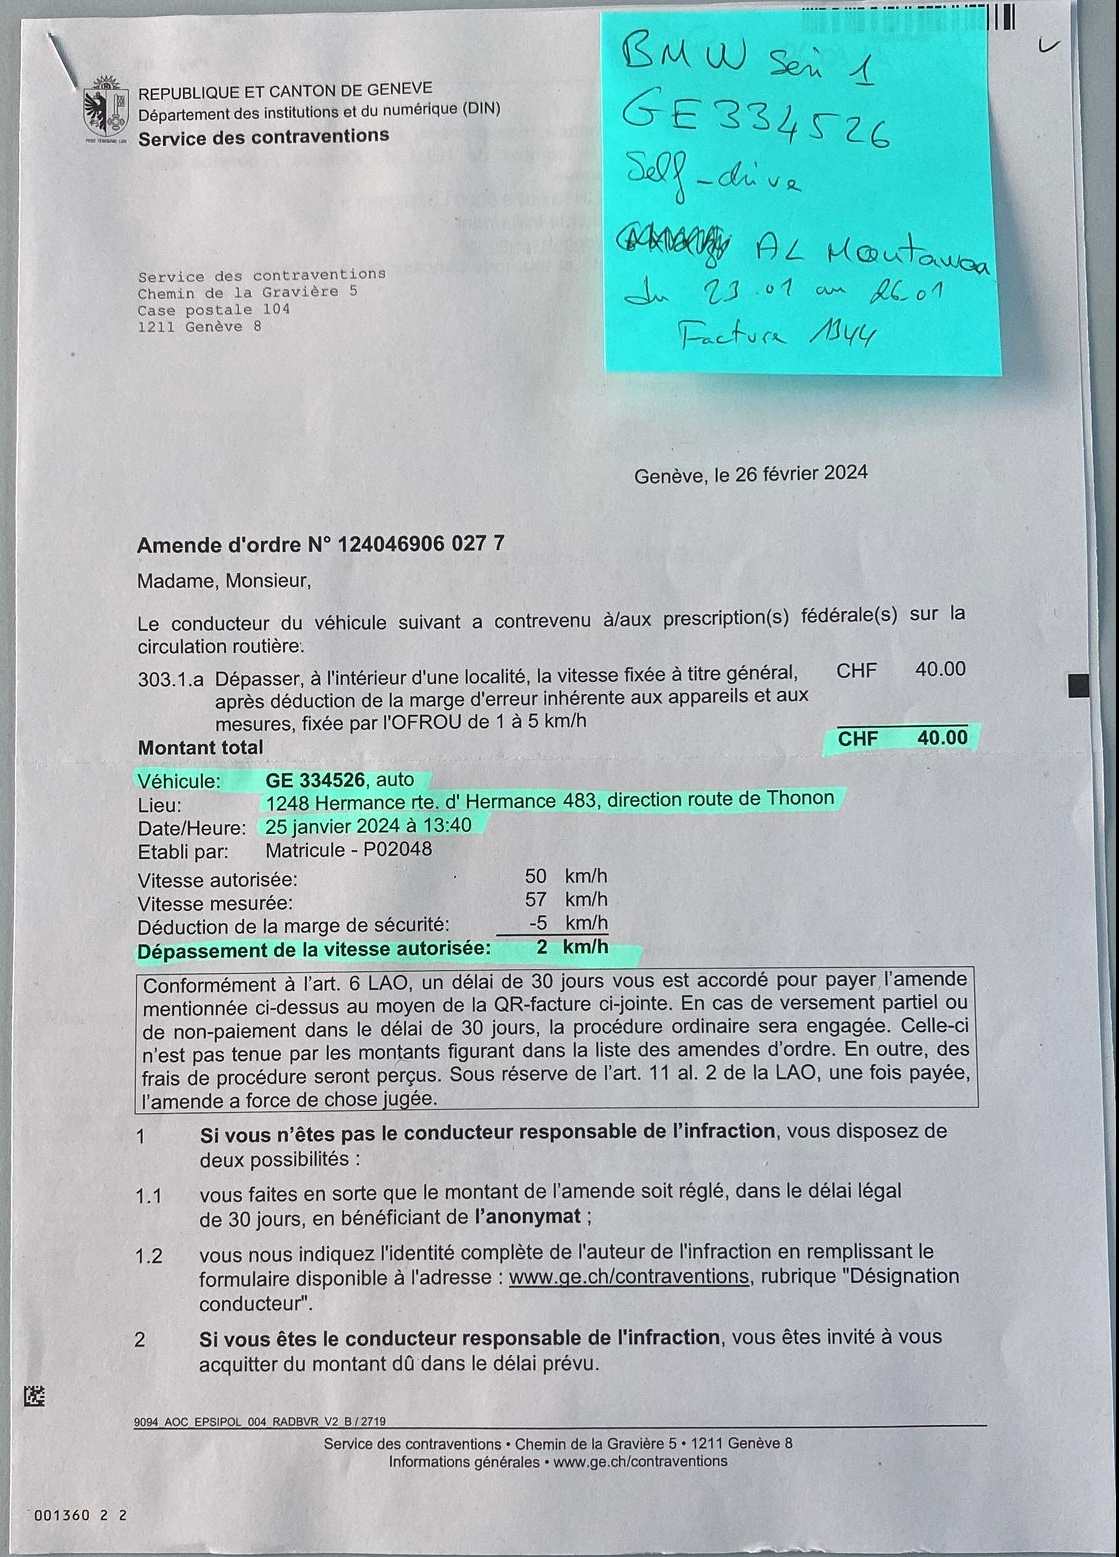 REPUBLIQUE ET CANTON DE GENEVE
Département des institutions et du numérique (DIN)
Service des contraventions
BMW Seri 1
GE334526
Self-drive
AL Moutawaa
du 23.01 au 26.01
Facture 1344
Service des contraventions
Chemin de la Gravière 5
Case postale 104
1211 Genève 8
Genève, le 26 février 2024
Amende d'ordre N° 124046906 027 7
Madame, Monsieur,
Le conducteur du véhicule suivant a contrevenu à/aux prescription(s) fédérale(s) sur la
circulation routière:
303.1.a Dépasser, à l'intérieur d'une localité, la vitesse fixée à titre général, CHF 40.00
après déduction de la marge d'erreur inhérente aux appareils et aux
mesures, fixée par l'OFROU de 1 à 5 km/h
Montant total CHF 40.00
Véhicule: GE 334526, auto
Lieu: 1248 Hermance rte. d' Hermance 483, direction route de Thonon
Date/Heure: 25 janvier 2024 à 13:40
Etabli par: Matricule - P02048
Vitesse autorisée: 50 km/h
Vitesse mesurée: 57 km/h
Déduction de la marge de sécurité: -5 km/h
Dépassement de la vitesse autorisée: 2 km/h
Conformément à l'art. 6 LAO, un délai de 30 jours vous est accordé pour payer l'amende
mentionnée ci-dessus au moyen de la QR-facture ci-jointe. En cas de versement partiel ou
de non-paiement dans le délai de 30 jours, la procédure ordinaire sera engagée. Celle-ci
n'est pas tenue par les montants figurant dans la liste des amendes d'ordre. En outre, des
frais de procédure seront perçus. Sous réserve de l'art. 11 al. 2 de la LAO, une fois payée,
l'amende a force de chose jugée.
1 Si vous n'êtes pas le conducteur responsable de l'infraction, vous disposez de
deux possibilités :
1.1 vous faites en sorte que le montant de l'amende soit réglé, dans le délai légal
de 30 jours, en bénéficiant de l'anonymat ;
1.2 vous nous indiquez l'identité complète de l'auteur de l'infraction en remplissant le
formulaire disponible à l'adresse : www.ge.ch/contraventions, rubrique "Désignation
conducteur".
2 Si vous êtes le conducteur responsable de l'infraction, vous êtes invité à vous
acquitter du montant dû dans le délai prévu.
9094_AOC_EPSIPOL_004_RADBVR_V2_B / 2719
Service des contraventions • Chemin de la Gravière 5 • 1211 Genève 8
Informations générales • www.ge.ch/contraventions
001360 2 2